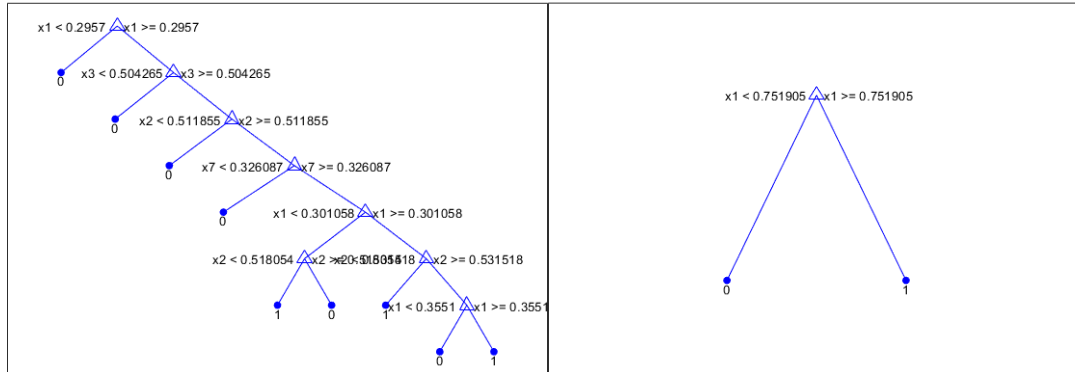 x1 < 0.2957 x1 >= 0.2957
0
x3 < 0.504265 x3 >= 0.504265
0
x2 < 0.511855 x2 >= 0.511855
0
x7 < 0.326087 x7 >= 0.326087
0
x1 < 0.301058 x1 >= 0.301058
x2 < 0.518054 x2 >= 0.518054 x2 < 0.531518 x2 >= 0.531518
1 0 1 x1 < 0.3551 x1 >= 0.3551
0 1
x1 < 0.751905 x1 >= 0.751905
0 1